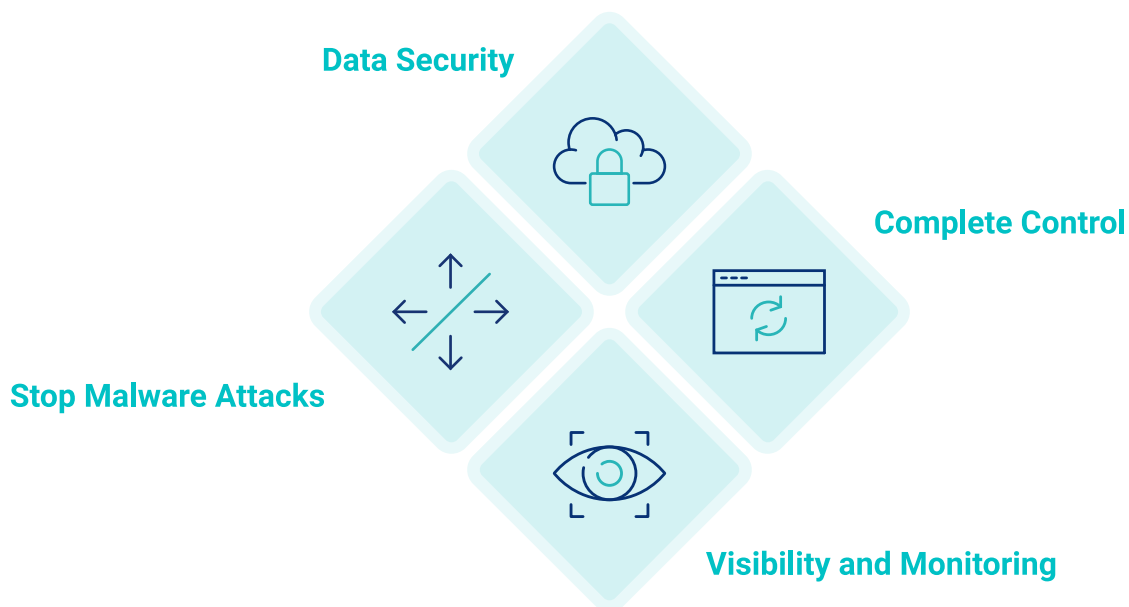 Data Security
Complete Control
Stop Malware Attacks
Visibility and Monitoring